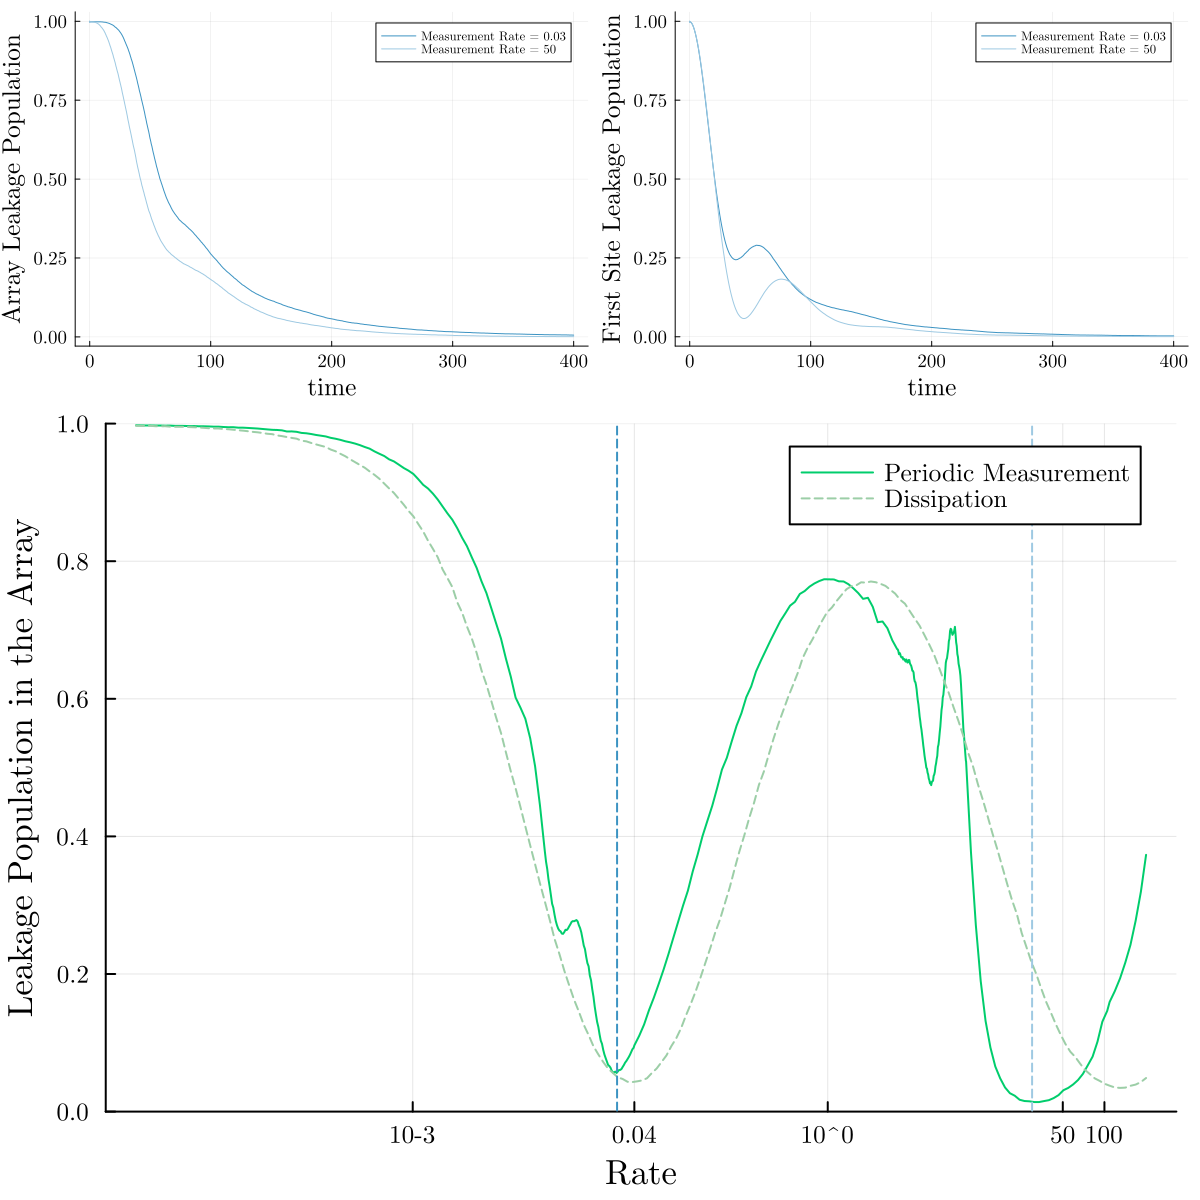 Array Leakage Population
1.00
0.75
0.50
0.25
0.00
Measurement Rate = 0.03
Measurement Rate = 50
0 100 200 300 400
time
First Site Leakage Population
1.00
0.75
0.50
0.25
0.00
Measurement Rate = 0.03
Measurement Rate = 50
0 100 200 300 400
time
Leakage Population in the Array
1.0
0.8
0.6
0.4
0.2
0.0
Periodic Measurement
Dissipation
10-3 0.04 10^0 50 100
Rate